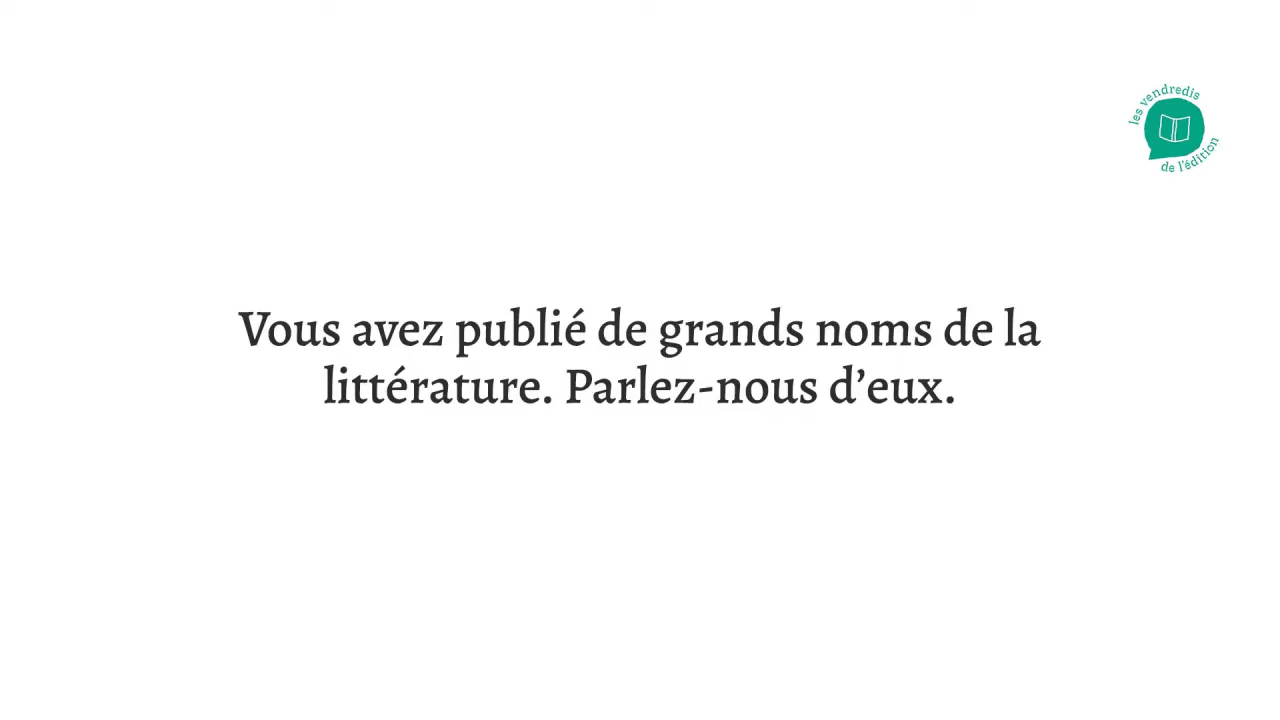 les vendredis
de l'édition
Vous avez publié de grands noms de la
littérature. Parlez-nous d’eux.